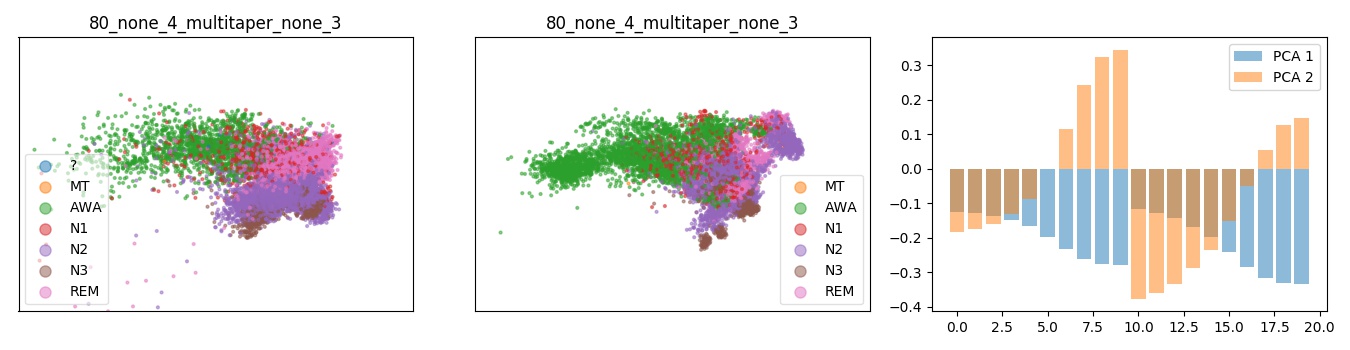 80_none_4_multitaper_none_3
?
MT
AWA
N1
N2
N3
REM
80_none_4_multitaper_none_3
MT
AWA
N1
N2
N3
REM
PCA 1
PCA 2
0.3
0.2
0.1
0.0
−0.1
−0.2
−0.3
−0.4
0.0 2.5 5.0 7.5 10.0 12.5 15.0 17.5 20.0